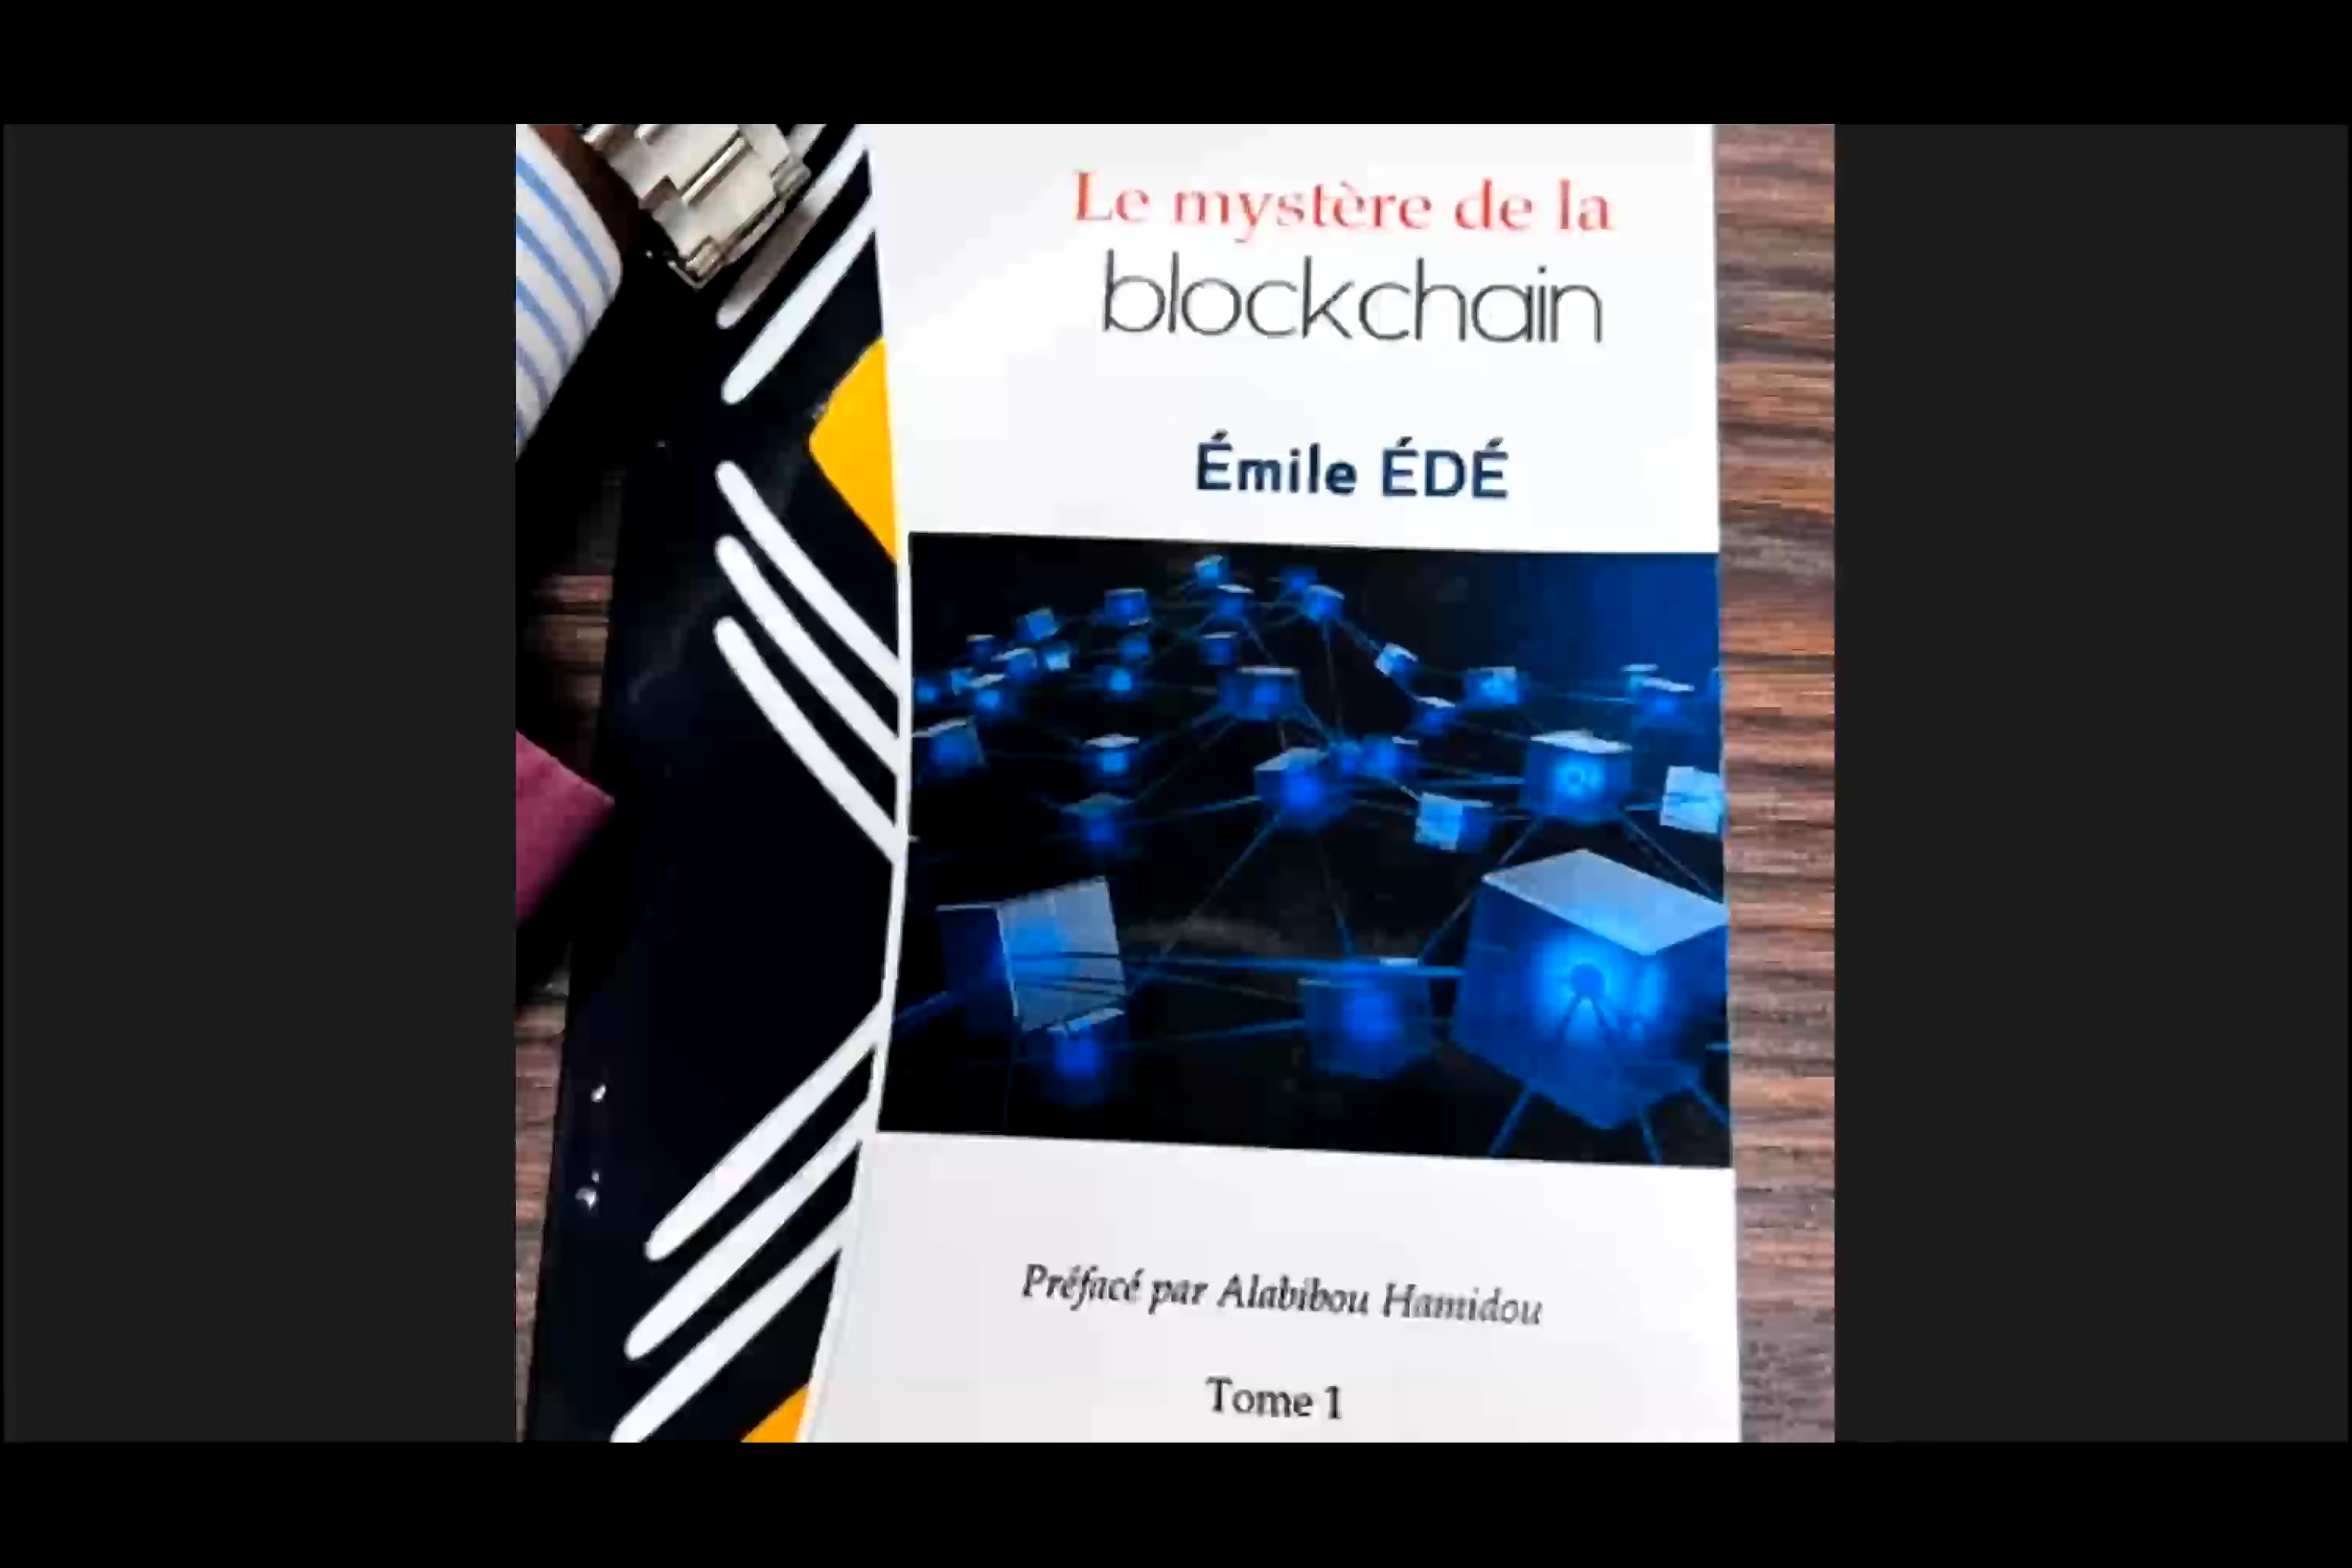 Le mystère de la
blockchain
Émile ÉDÉ
Préfacé par Alabibou Hamidou
Tome 1